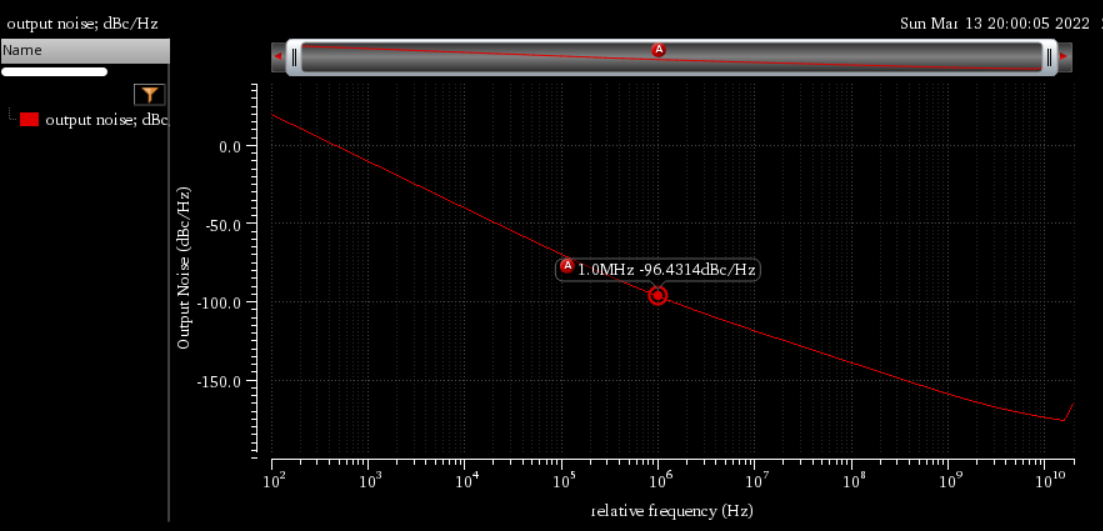 output noise; dBc/Hz
Sun Mar 13 20:00:05 2022
Name
output noise; dBc
A
A
1.0MHz -96.4314dBc/Hz
Output Noise (dBc/Hz)
0.0
-50.0
-100.0
-150.0
10²
10³
10⁴
10⁵
10⁶
10⁷
10⁸
10⁹
10¹⁰
relative frequency (Hz)